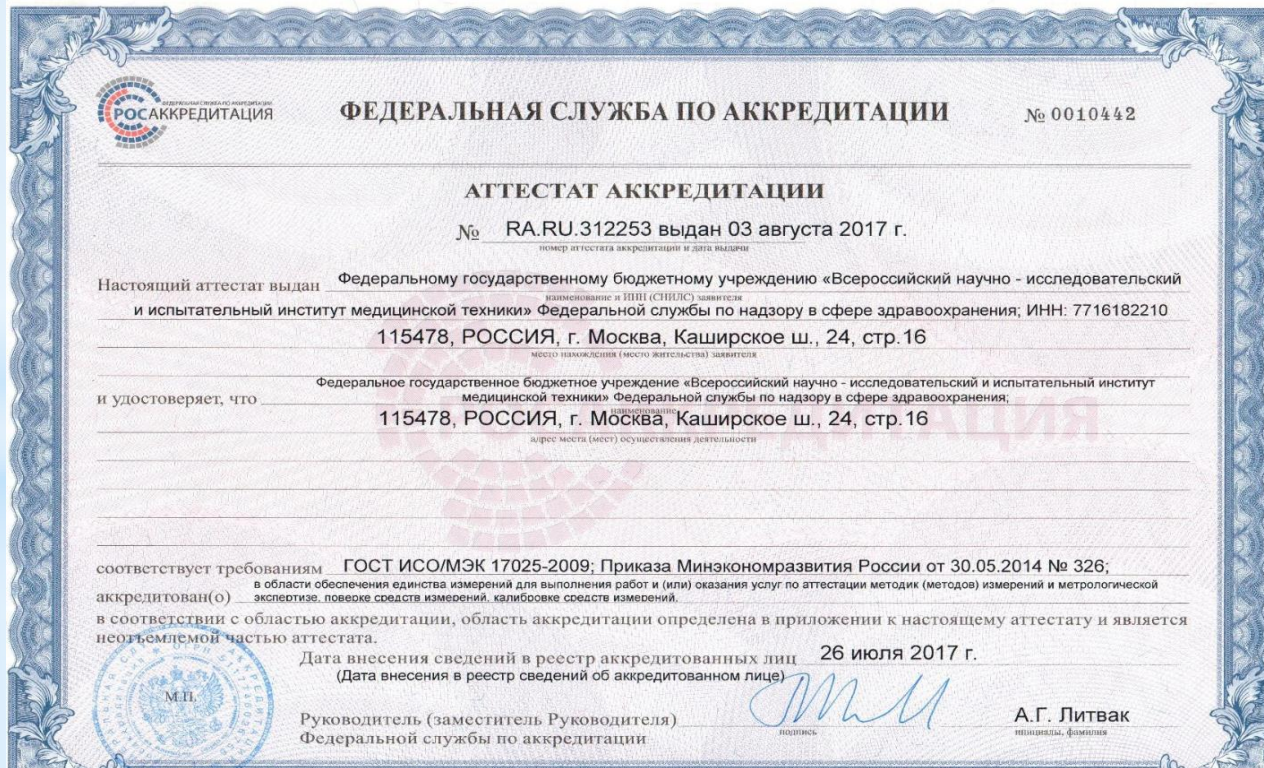 ФЕДЕРАЛЬНАЯ СЛУЖБА ПО АККРЕДИТАЦИИ
РОСАККРЕДИТАЦИЯ
ФЕДЕРАЛЬНАЯ СЛУЖБА ПО АККРЕДИТАЦИИ
№ 0010442
АТТЕСТАТ АККРЕДИТАЦИИ
№ RA.RU.312253 выдан 03 августа 2017 г.
номер аттестата аккредитации и дата выдачи
Настоящий аттестат выдан Федеральному государственному бюджетному учреждению «Всероссийский научно - исследовательский
наименование и ИНН (СНИЛС) заявителя
и испытательный институт медицинской техники» Федеральной службы по надзору в сфере здравоохранения; ИНН: 7716182210
115478, РОССИЯ, г. Москва, Каширское ш., 24, стр.16
место нахождения (место жительства) заявителя
Федеральное государственное бюджетное учреждение «Всероссийский научно - исследовательский и испытательный институт
и удостоверяет, что медицинской техники» Федеральной службы по надзору в сфере здравоохранения;
наименование
115478, РОССИЯ, г. Москва, Каширское ш., 24, стр.16
адрес места (мест) осуществления деятельности
соответствует требованиям ГОСТ ИСО/МЭК 17025-2009; Приказа Минэкономразвития России от 30.05.2014 № 326;
в области обеспечения единства измерений для выполнения работ и (или) оказания услуг по аттестации методик (методов) измерений и метрологической
аккредитован(о) экспертизе, поверке средств измерений, калибровке средств измерений.
в соответствии с областью аккредитации, область аккредитации определена в приложении к настоящему аттестату и является
неотъемлемой частью аттестата.
Дата внесения сведений в реестр аккредитованных лиц 26 июля 2017 г.
(Дата внесения в реестр сведений об аккредитованном лице)
М.П.
Руководитель (заместитель Руководителя)
Федеральной службы по аккредитации
подпись
А.Г. Литвак
инициалы, фамилия